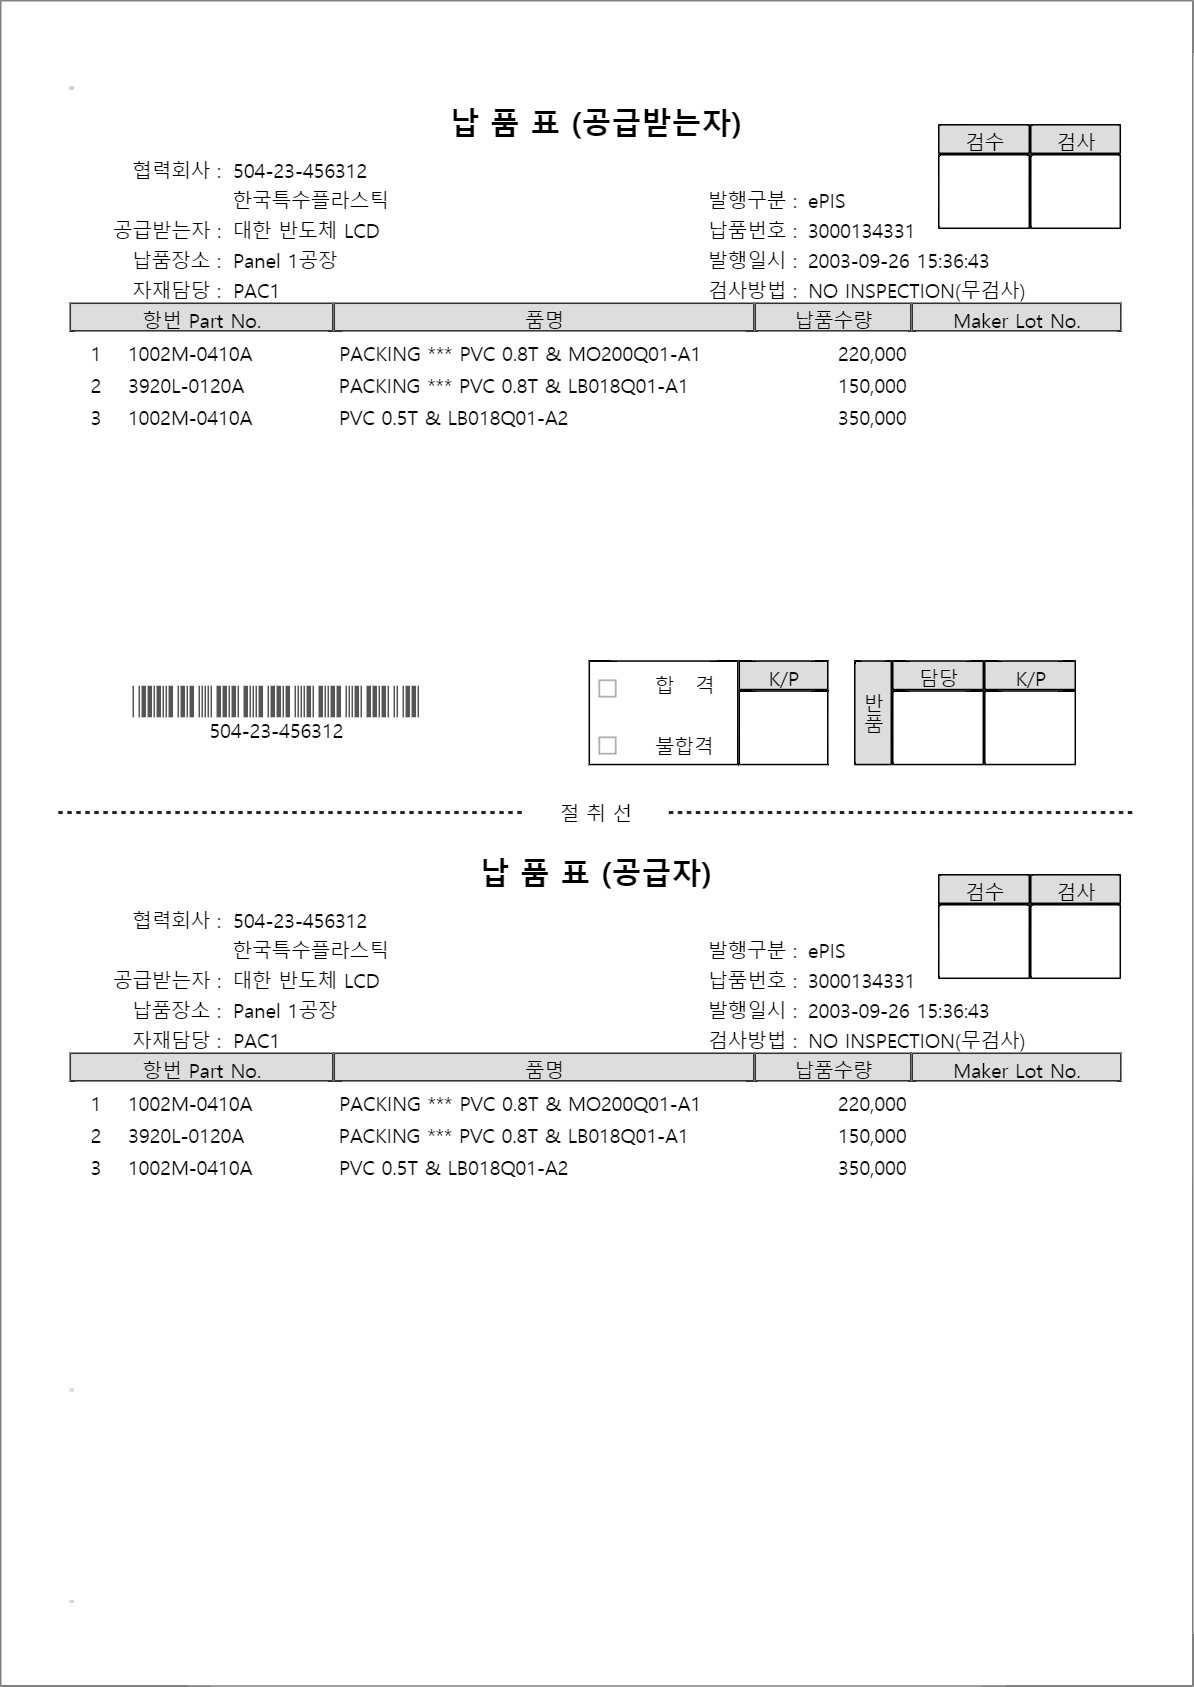 납 품 표 (공급받는자)
검수 검사
협력회사 : 504-23-456312
한국특수플라스틱 발행구분 : ePIS
공급받는자 : 대한 반도체 LCD 납품번호 : 3000134331
납품장소 : Panel 1공장 발행일시 : 2003-09-26 15:36:43
자재담당 : PAC1 검사방법 : NO INSPECTION(무검사)
항번 Part No. 품명 납품수량 Maker Lot No.
1 1002M-0410A PACKING *** PVC 0.8T & MO200Q01-A1 220,000
2 3920L-0120A PACKING *** PVC 0.8T & LB018Q01-A1 150,000
3 1002M-0410A PVC 0.5T & LB018Q01-A2 350,000
합 격 K/P 반품 담당 K/P
504-23-456312
불합격
절 취 선
납 품 표 (공급자)
검수 검사
협력회사 : 504-23-456312
한국특수플라스틱 발행구분 : ePIS
공급받는자 : 대한 반도체 LCD 납품번호 : 3000134331
납품장소 : Panel 1공장 발행일시 : 2003-09-26 15:36:43
자재담당 : PAC1 검사방법 : NO INSPECTION(무검사)
항번 Part No. 품명 납품수량 Maker Lot No.
1 1002M-0410A PACKING *** PVC 0.8T & MO200Q01-A1 220,000
2 3920L-0120A PACKING *** PVC 0.8T & LB018Q01-A1 150,000
3 1002M-0410A PVC 0.5T & LB018Q01-A2 350,000